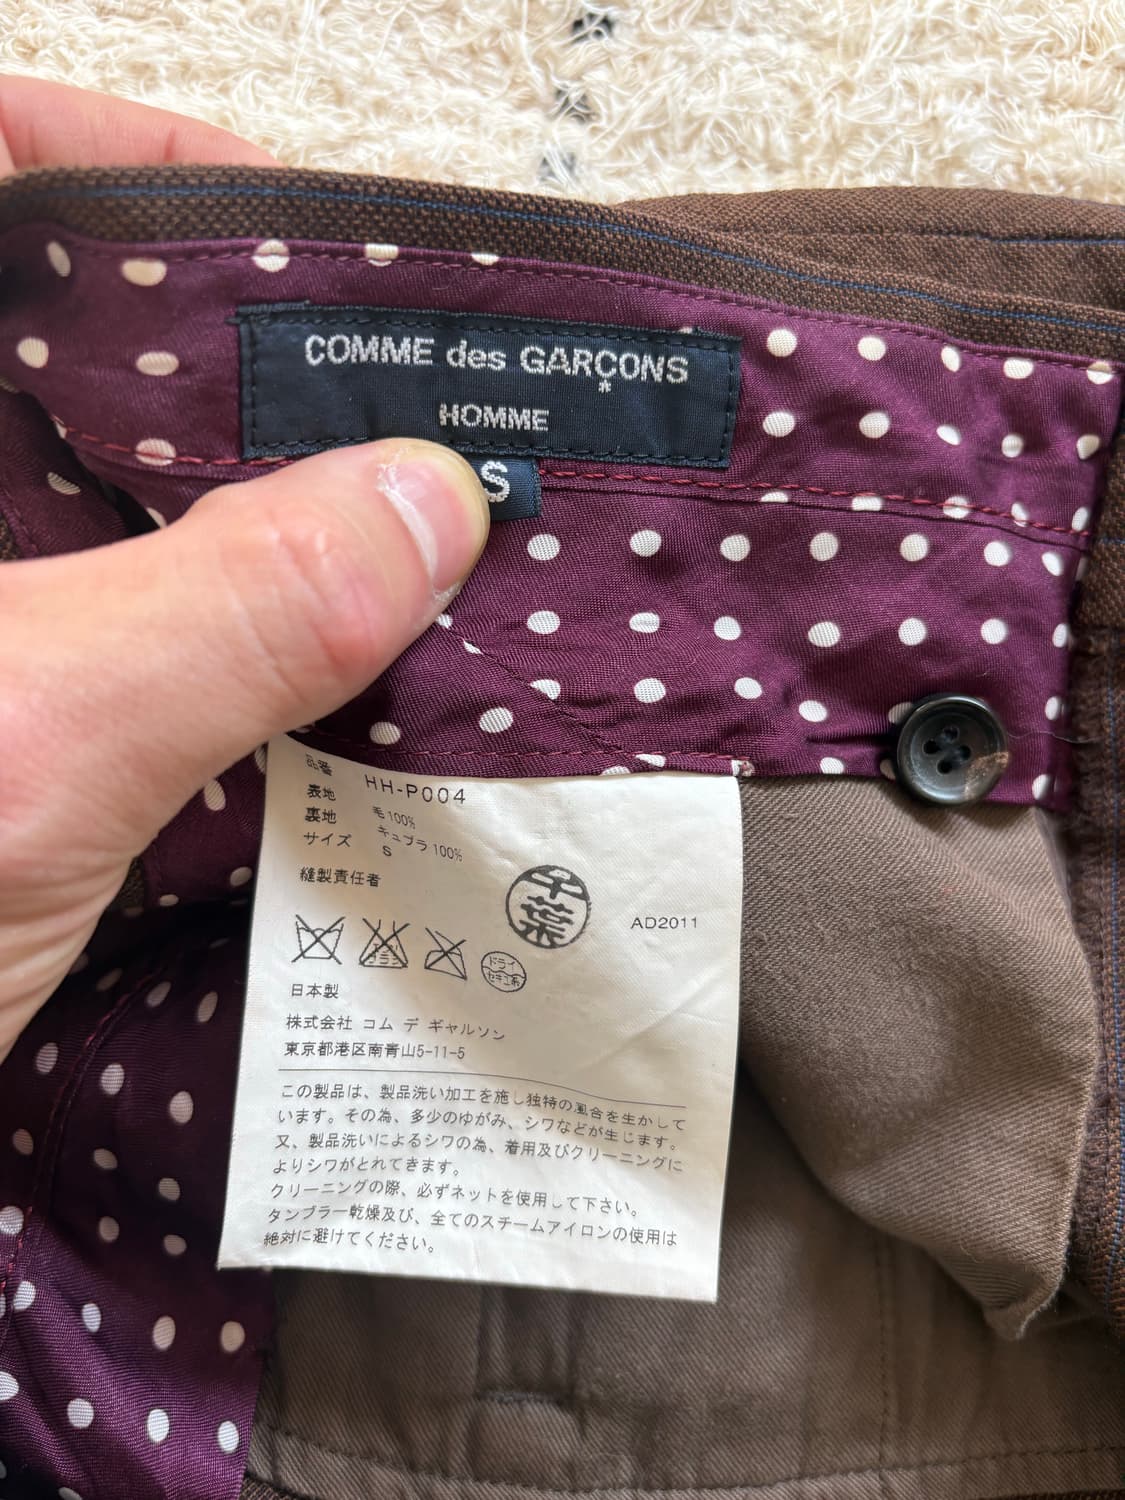 COMME des GARÇONS
HOMME
S
品番 HH-P004
表地 毛100%
裏地 キュプラ100%
サイズ S
縫製責任者
千葉
AD2011
ドライ
セキユ系
日本製
株式会社 コム デ ギャルソン
東京都港区南青山5-11-5
この製品は、製品洗い加工を施し独特の風合を生かして
います。その為、多少のゆがみ、シワなどが生じます。
又、製品洗いによるシワの為、着用及びクリーニングに
よりシワがとれてきます。
クリーニングの際、必ずネットを使用して下さい。
タンブラー乾燥及び、全てのスチームアイロンの使用は
絶対に避けてください。